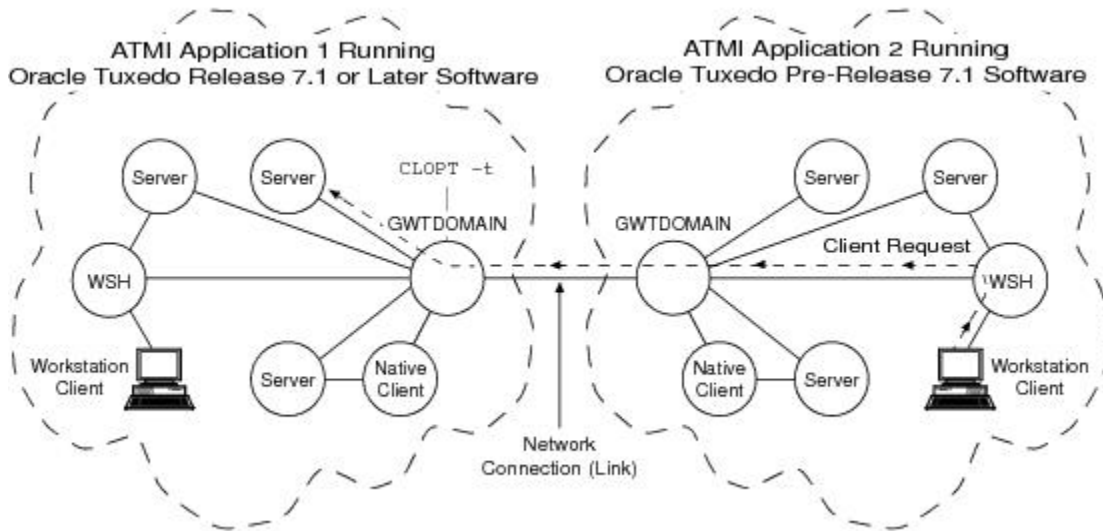 ATMI Application 1 Running
Oracle Tuxedo Release 7.1 or Later Software
ATMI Application 2 Running
Oracle Tuxedo Pre-Release 7.1 Software
Server
Server
CLOPT -t
GWTDOMAIN
WSH
Workstation
Client
Server
Native
Client
Network
Connection (Link)
GWTDOMAIN
Server
Server
Client Request
WSH
Native
Client
Server
Workstation
Client